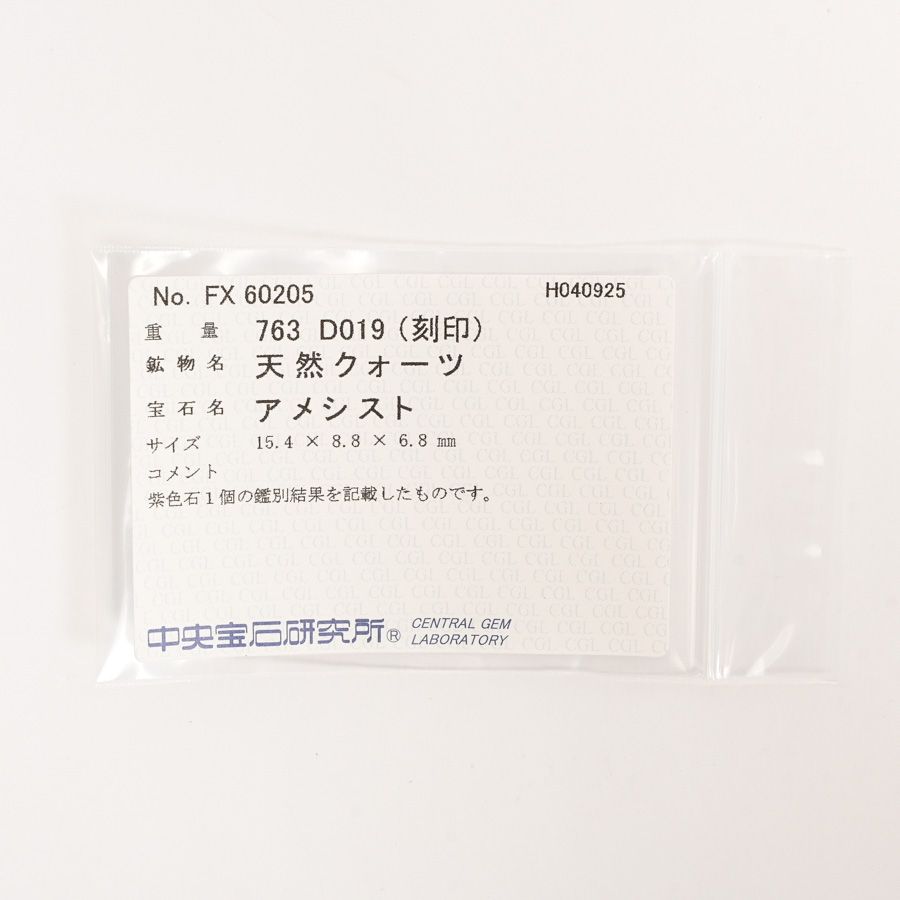 No. FX 60205 H040925
重量 763 D019 (刻印)
鉱物名 天然クォーツ
宝石名 アメシスト
サイズ 15.4 × 8.8 × 6.8 mm
コメント
紫色石1個の鑑別結果を記載したものです。
中央宝石研究所® CENTRAL GEM
LABORATORY